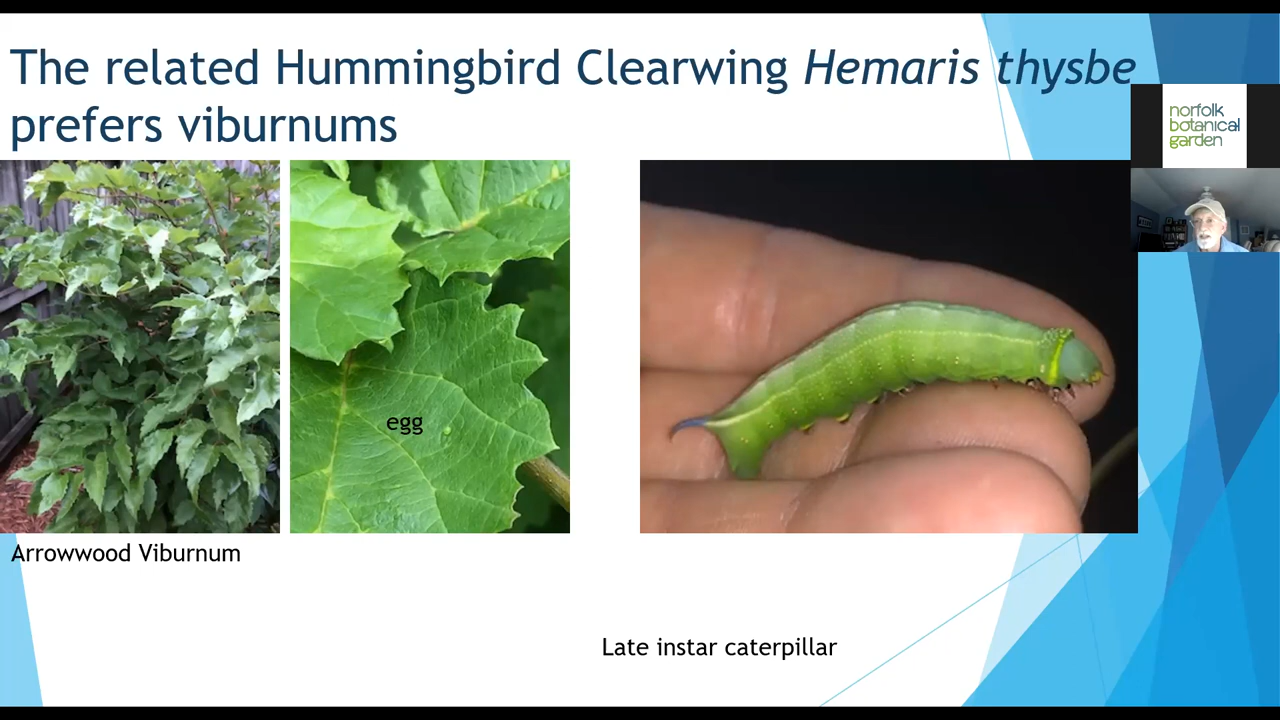 The related Hummingbird Clearwing Hemaris thysbe
prefers viburnums
norfolk
botanical
garden
egg
Arrowwood Viburnum
Late instar caterpillar